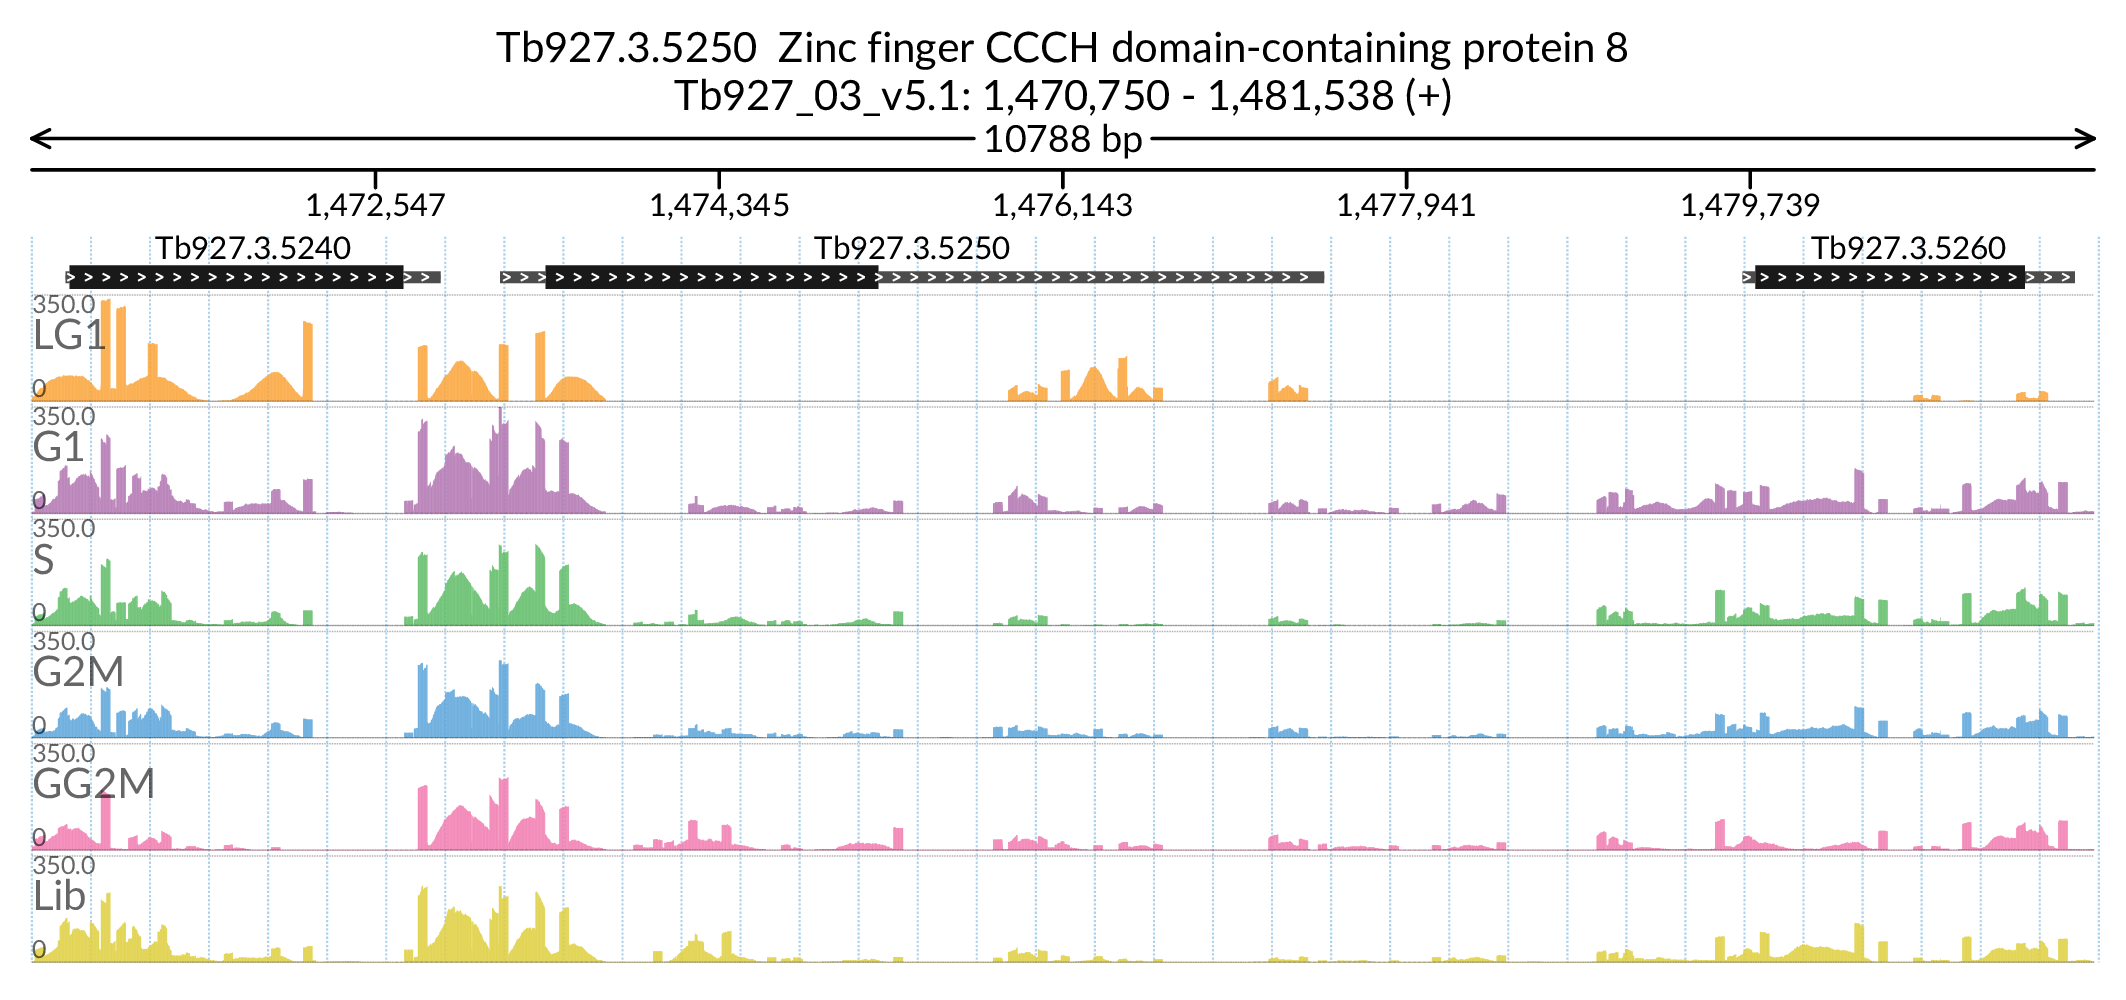 Tb927.3.5250  Zinc finger CCCH domain-containing protein 8
Tb927_03_v5.1: 1,470,750 - 1,481,538 (+)
10788 bp
1,472,547 1,474,345 1,476,143 1,477,941 1,479,739
Tb927.3.5240 Tb927.3.5250 Tb927.3.5260
350.0
LG1
0
350.0
G1
0
350.0
S
0
350.0
G2M
0
350.0
GG2M
0
350.0
Lib
0